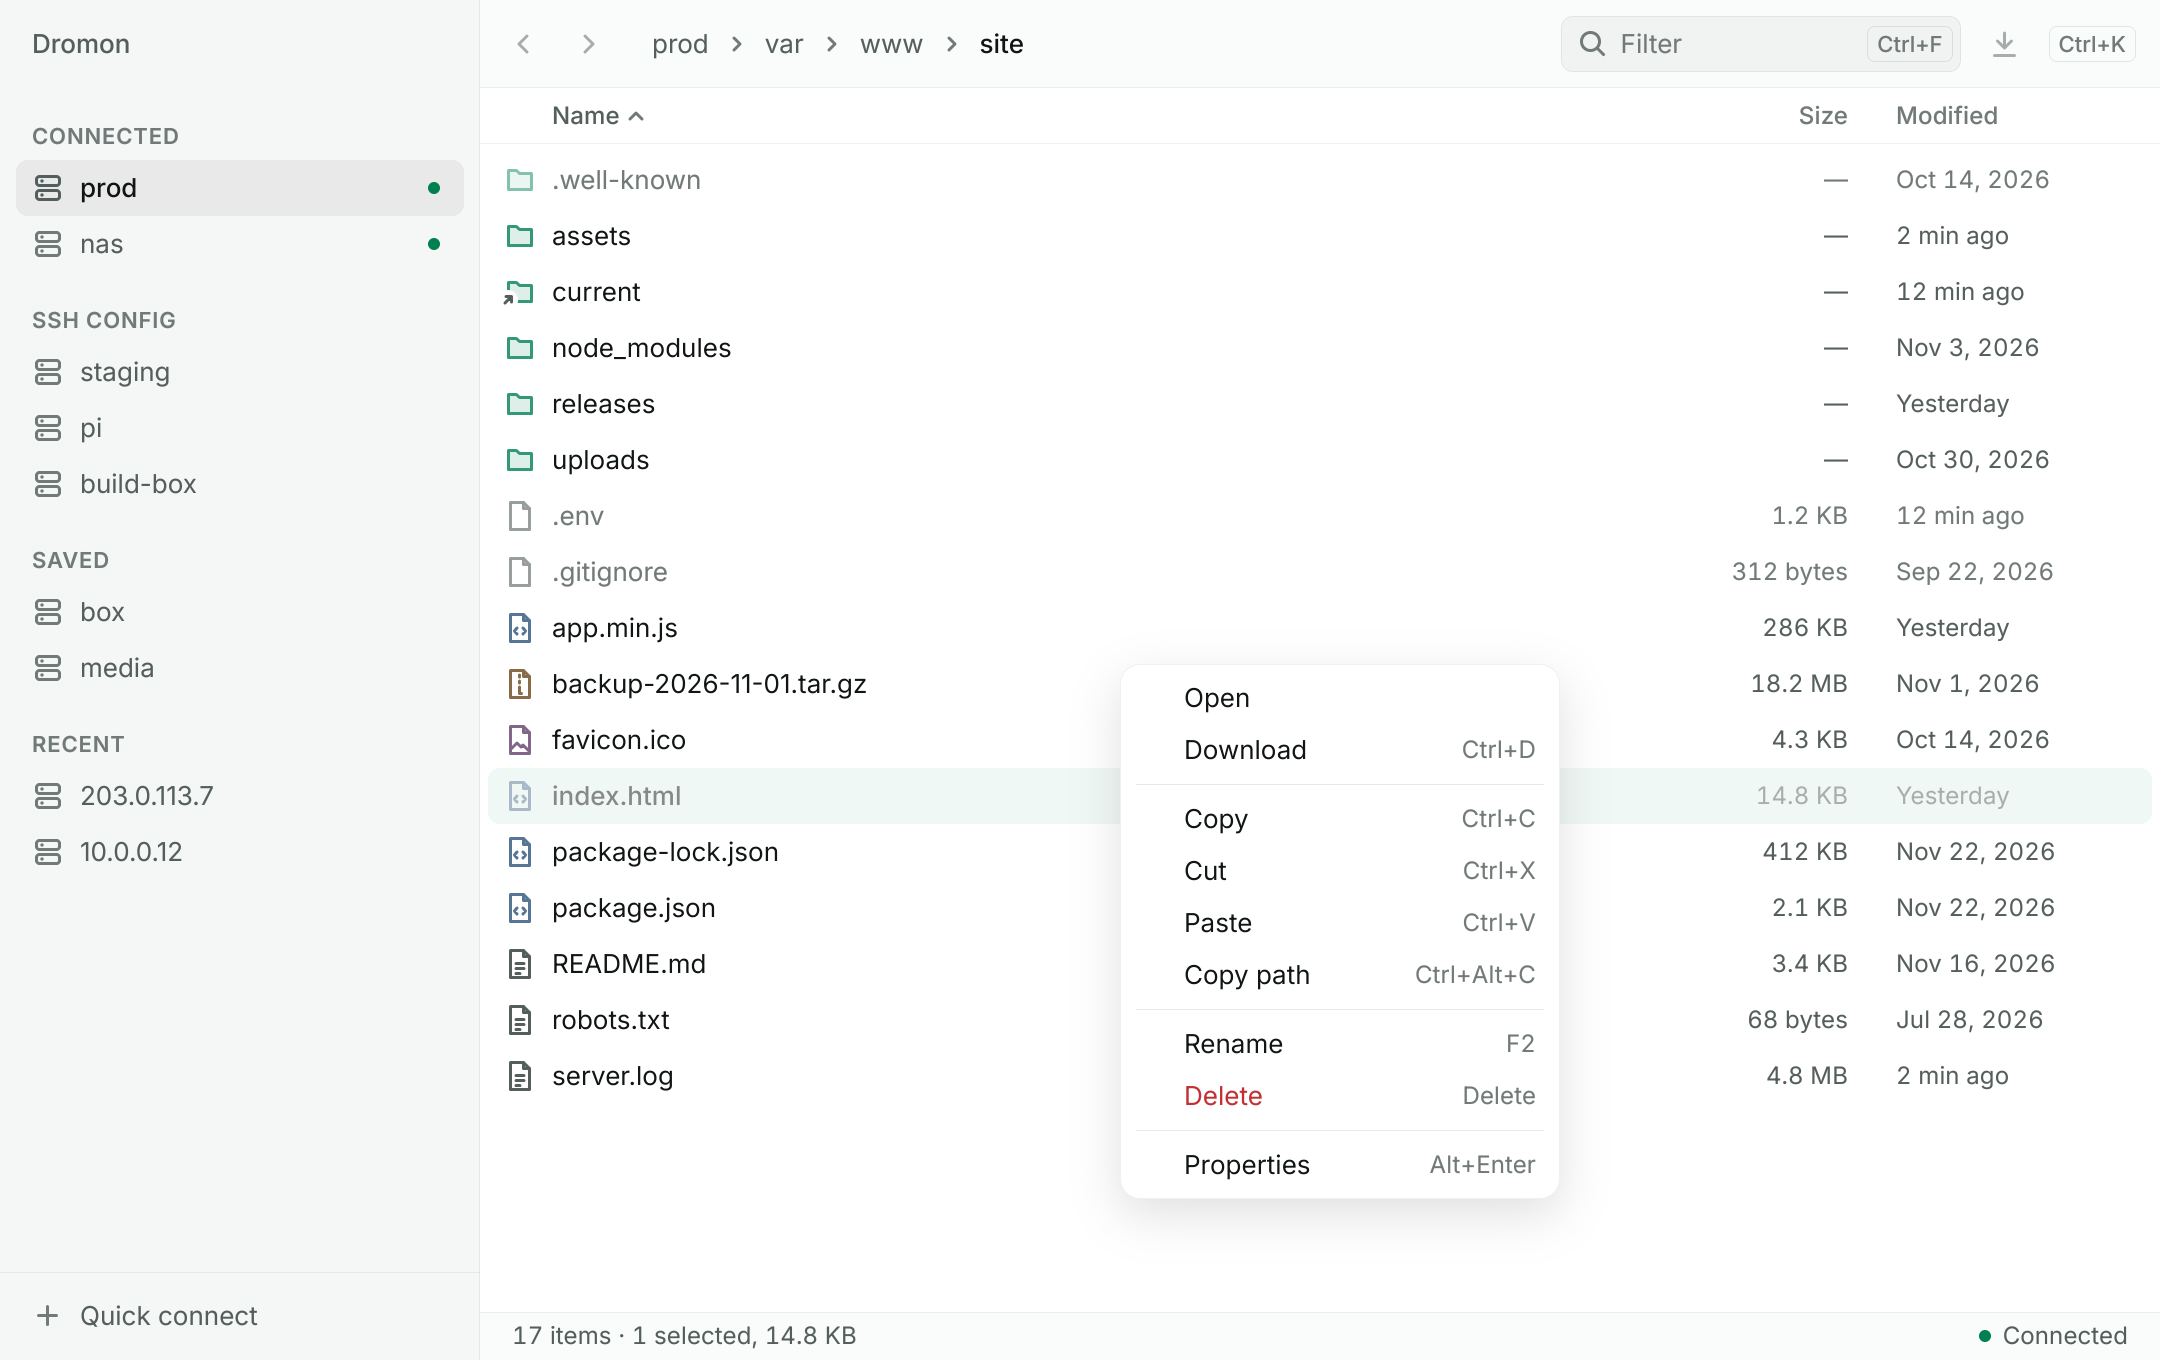 Dromon
CONNECTED
prod
nas
SSH CONFIG
staging
pi
build-box
SAVED
box
media
RECENT
203.0.113.7
10.0.0.12
Quick connect
prod var www site
Filter Ctrl+F
Ctrl+K
Name Size Modified
.well-known — Oct 14, 2026
assets — 2 min ago
current — 12 min ago
node_modules — Nov 3, 2026
releases — Yesterday
uploads — Oct 30, 2026
.env 1.2 KB 12 min ago
.gitignore 312 bytes Sep 22, 2026
app.min.js 286 KB Yesterday
backup-2026-11-01.tar.gz 18.2 MB Nov 1, 2026
favicon.ico 4.3 KB Oct 14, 2026
index.html 14.8 KB Yesterday
package-lock.json 412 KB Nov 22, 2026
package.json 2.1 KB Nov 22, 2026
README.md 3.4 KB Nov 16, 2026
robots.txt 68 bytes Jul 28, 2026
server.log 4.8 MB 2 min ago
Open
Download Ctrl+D
Copy Ctrl+C
Cut Ctrl+X
Paste Ctrl+V
Copy path Ctrl+Alt+C
Rename F2
Delete Delete
Properties Alt+Enter
17 items · 1 selected, 14.8 KB
Connected